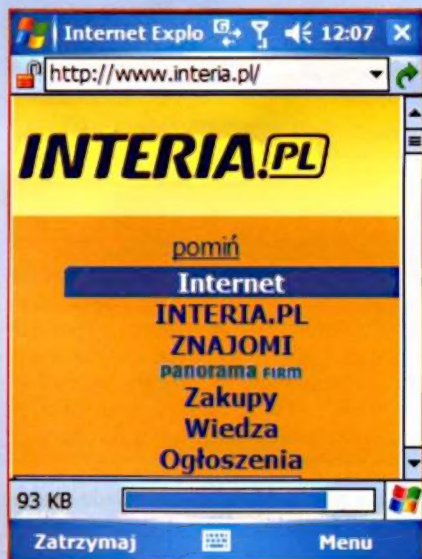 Internet Explo G 12:07
http://www.interia.pl/
INTERIA.PL
pomiń
Internet
INTERIA.PL
ZNAJOMI
panorama FIRM
Zakupy
Wiedza
Ogłoszenia
93 KB
Zatrzymaj Menu